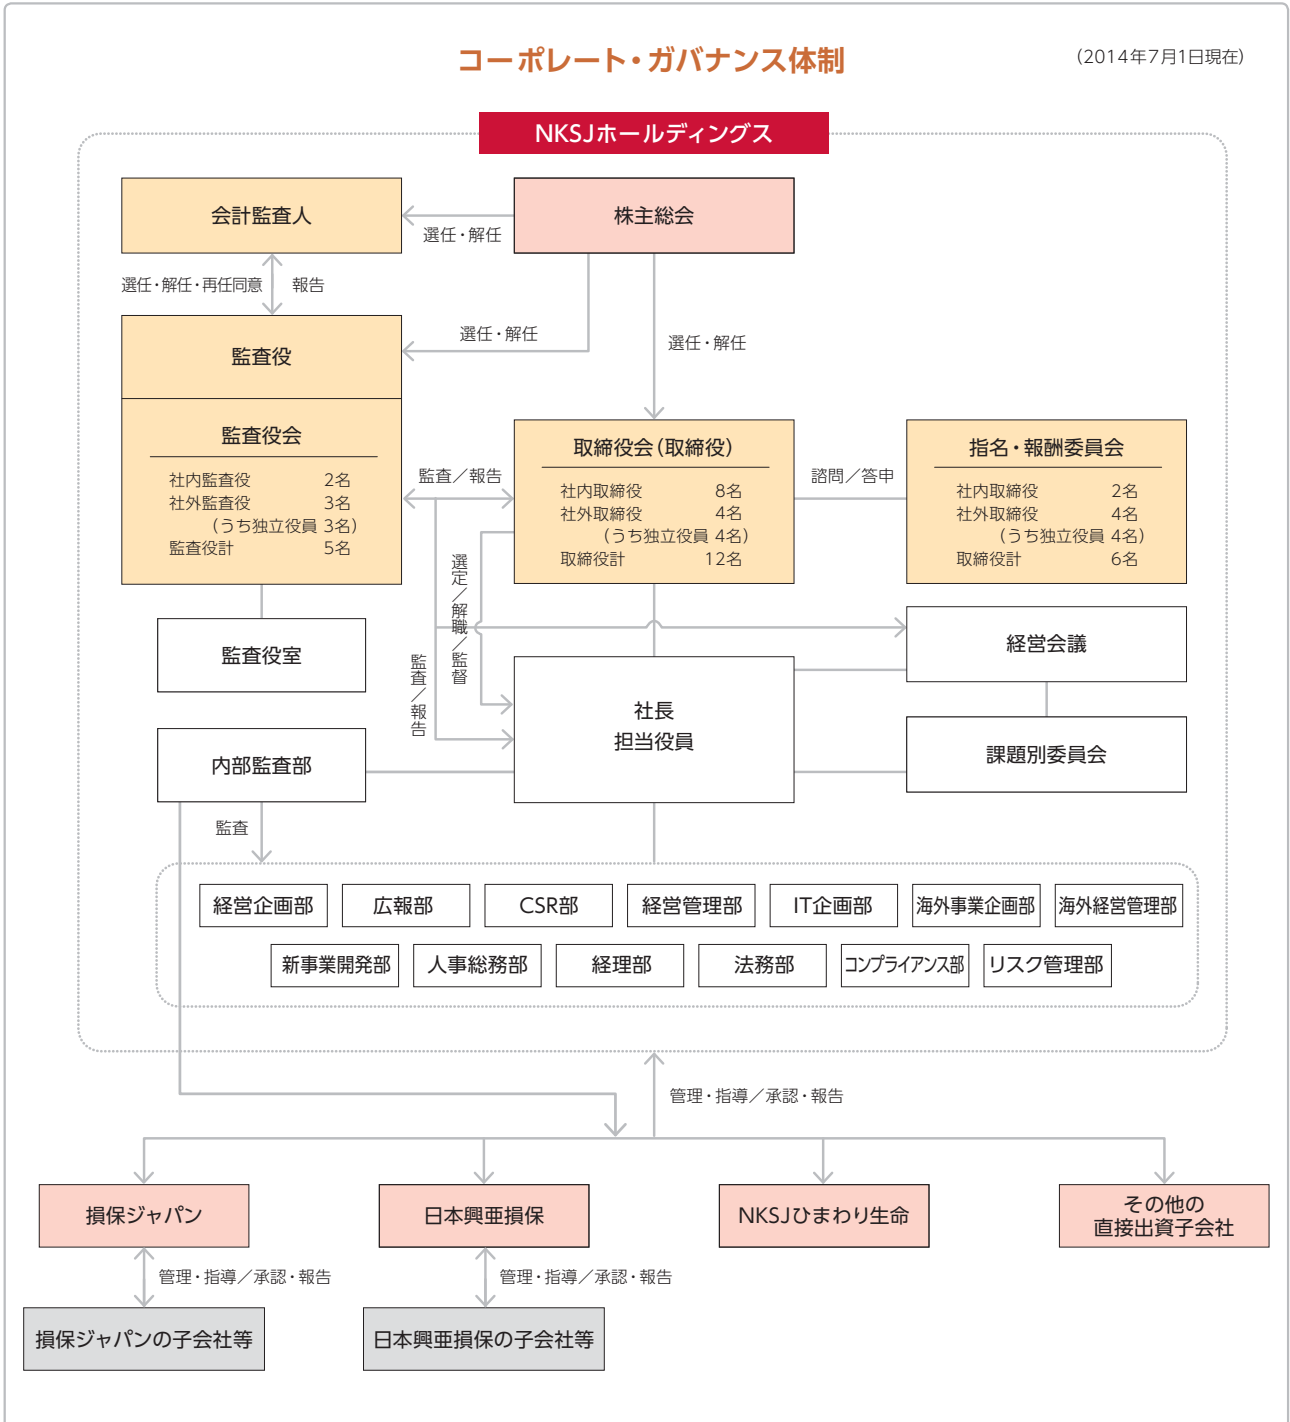 コーポレート・ガバナンス体制
(2014年7月1日現在)
NKSJホールディングス
会計監査人
選任・解任
株主総会
選任・解任・再任同意
報告
監査役
選任・解任
選任・解任
監査役会
社内監査役 2名
社外監査役 3名
(うち独立役員 3名)
監査役計 5名
監査/報告
取締役会(取締役)
社内取締役 8名
社外取締役 4名
(うち独立役員 4名)
取締役計 12名
諮問/答申
指名・報酬委員会
社内取締役 2名
社外取締役 4名
(うち独立役員 4名)
取締役計 6名
選定/解職/監督
監査/報告
監査役室
経営会議
社長
担当役員
内部監査部
課題別委員会
監査
経営企画部
広報部
CSR部
経営管理部
IT企画部
海外事業企画部
海外経営管理部
新事業開発部
人事総務部
経理部
法務部
コンプライアンス部
リスク管理部
管理・指導/承認・報告
損保ジャパン
日本興亜損保
NKSJひまわり生命
その他の
直接出資子会社
管理・指導/承認・報告
管理・指導/承認・報告
損保ジャパンの子会社等
日本興亜損保の子会社等